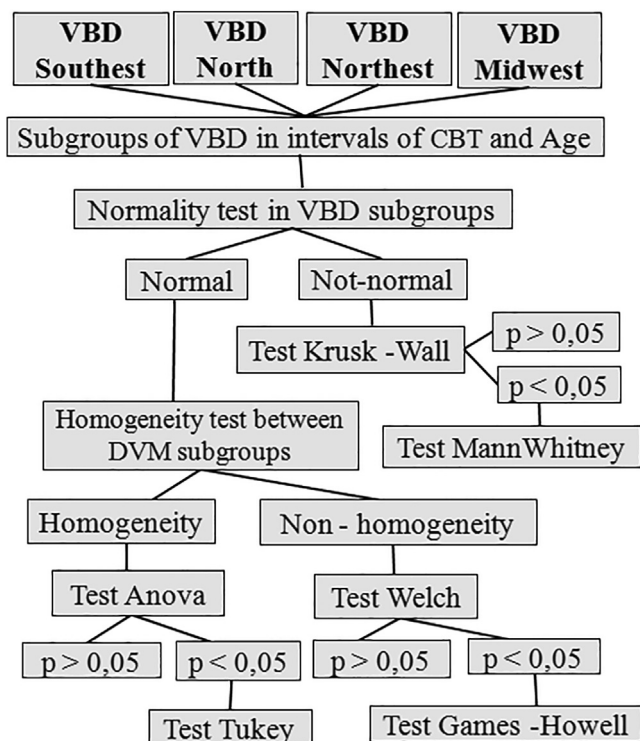 VBD
Southest
VBD
North
VBD
Northest
VBD
Midwest
Subgroups of VBD in intervals of CBT and Age
Normality test in VBD subgroups
Normal
Not-normal
Test Krusk -Wall
p > 0,05
p < 0,05
Test MannWhitney
Homogeneity test between
DVM subgroups
Homogeneity
Non - homogeneity
Test Anova
Test Welch
p > 0,05
p < 0,05
p > 0,05
p < 0,05
Test Tukey
Test Games -Howell